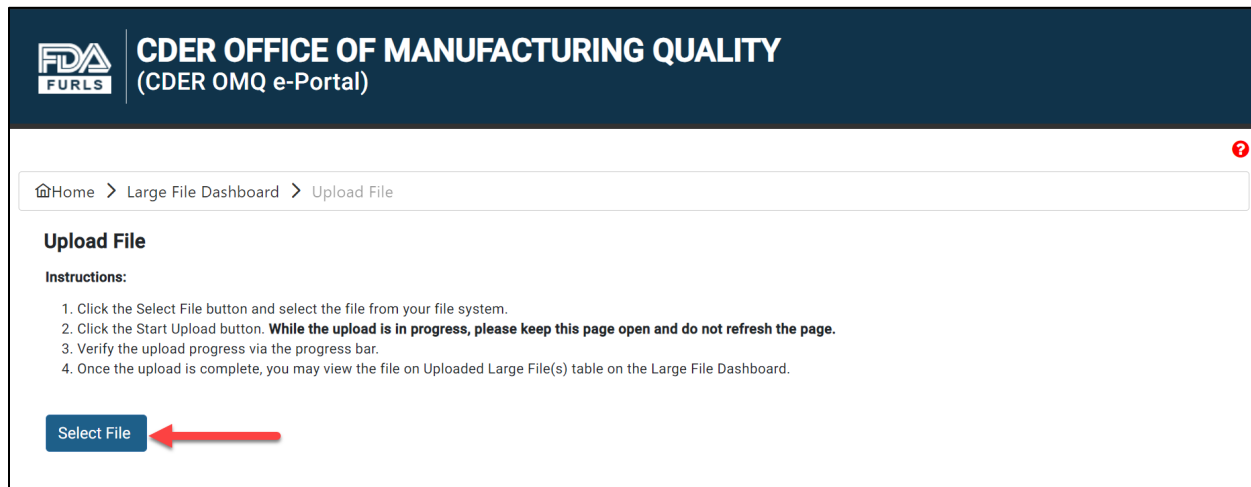 FDA
FURLS
CDER OFFICE OF MANUFACTURING QUALITY
(CDER OMQ e-Portal)
?
Home > Large File Dashboard > Upload File
Upload File
Instructions:
1. Click the Select File button and select the file from your file system.
2. Click the Start Upload button. While the upload is in progress, please keep this page open and do not refresh the page.
3. Verify the upload progress via the progress bar.
4. Once the upload is complete, you may view the file on Uploaded Large File(s) table on the Large File Dashboard.
Select File